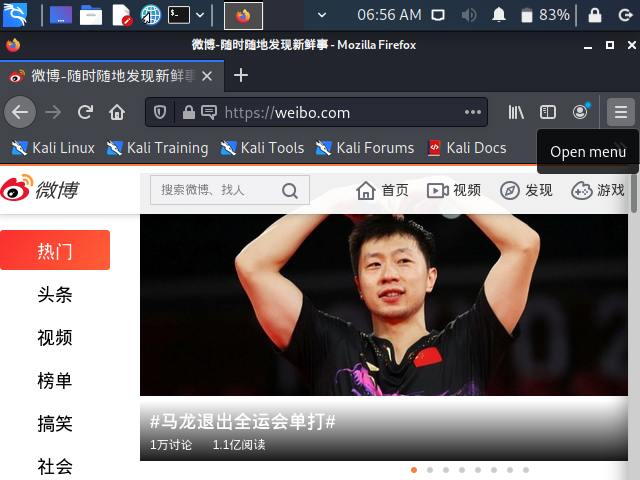 06:56 AM
83%
微博-随时随地发现新鲜事 - Mozilla Firefox
微博-随时随地发现新鲜事
https://weibo.com
Kali Linux
Kali Training
Kali Tools
Kali Forums
Kali Docs
Open menu
微博
搜索微博、找人
首页
视频
发现
游戏
热门
头条
视频
榜单
搞笑
社会
#马龙退出全运会单打#
1万讨论 1.1亿阅读